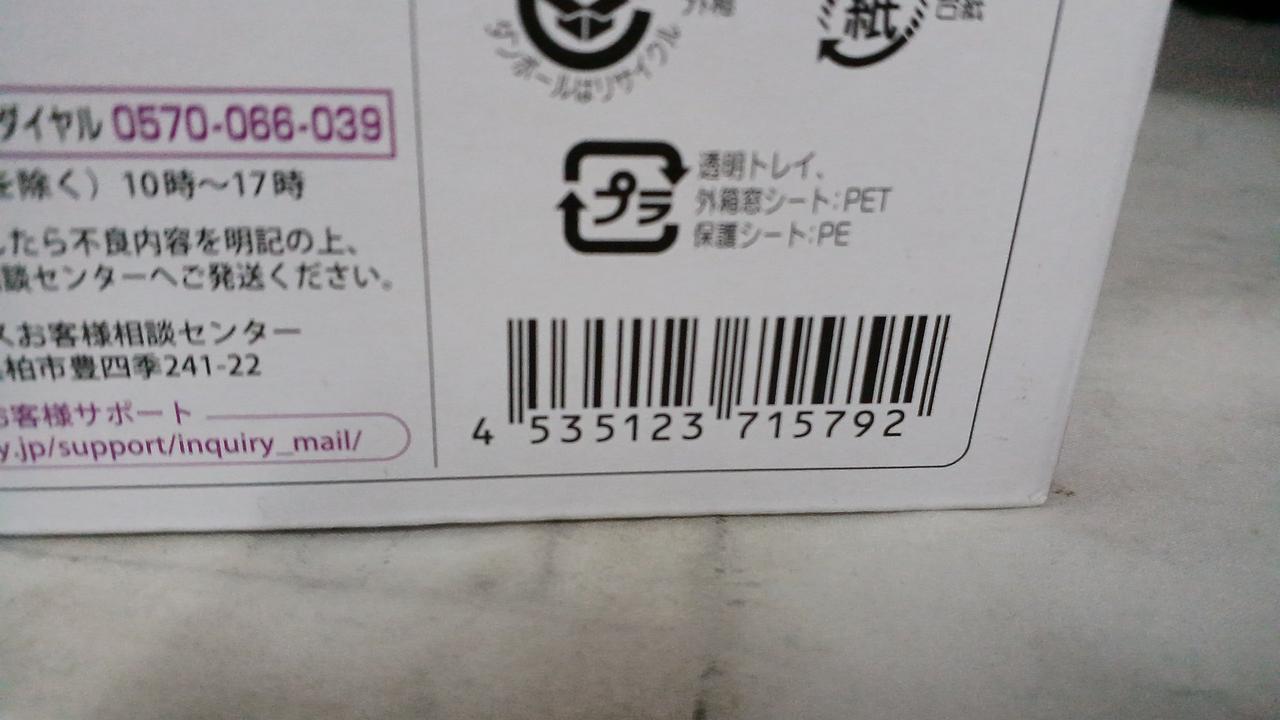 ダイヤル 0570-066-039
を除く）10時～17時
したら不良内容を明記の上、
談センターへご発送ください。
スお客様相談センター
柏市豊四季241-22
お客様サポート
y.jp/support/inquiry_mail/
外箱
ダンボールはリサイクル
紙
台紙
プラ
透明トレイ、
外箱窓シート:PET
保護シート:PE
4 535123 715792